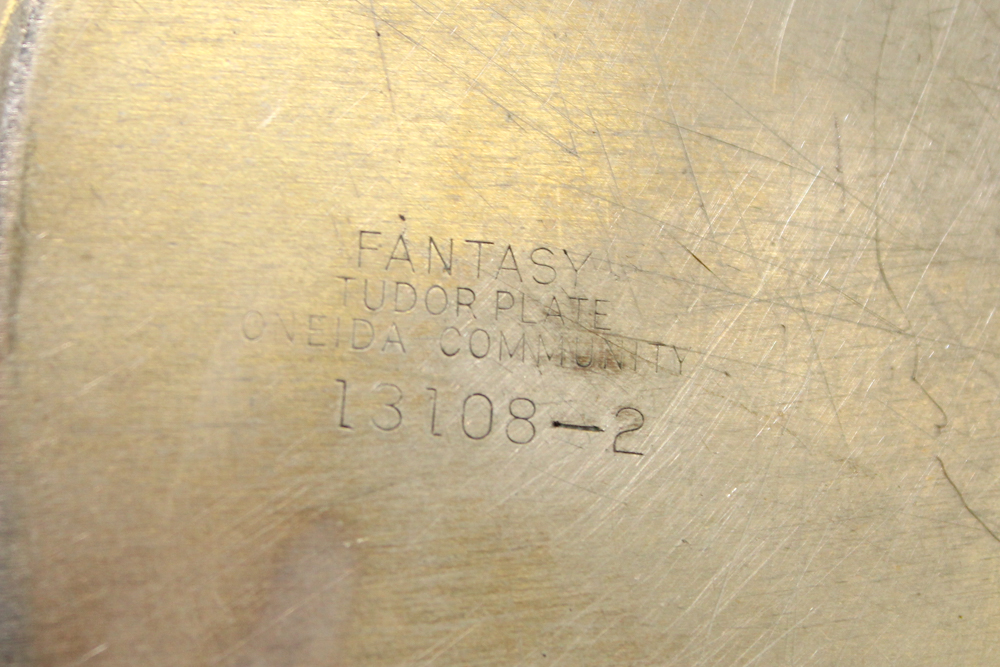 FANTASY
TUDOR PLATE
ONEIDA COMMUNITY
13108-2